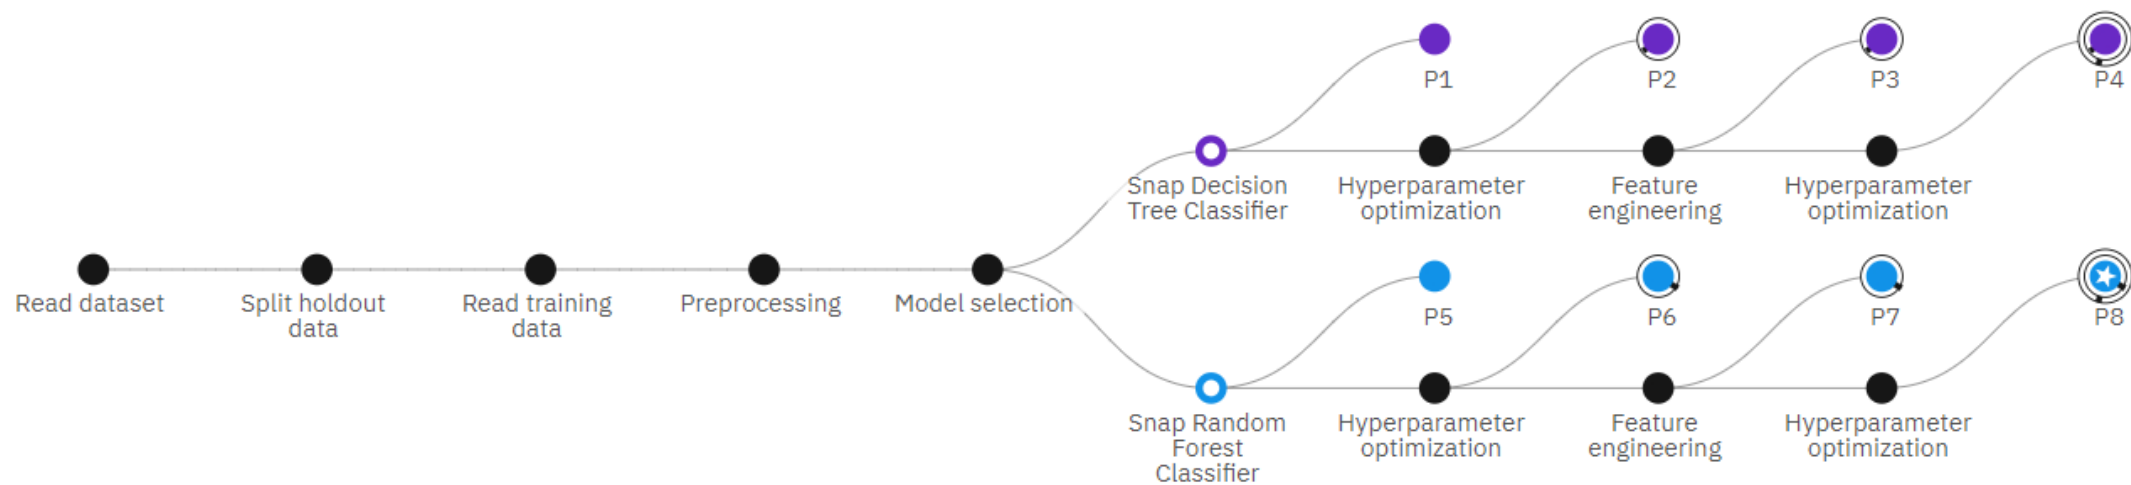 P1
P2
P3
P4
Snap Decision
Tree Classifier
Hyperparameter
optimization
Feature
engineering
Hyperparameter
optimization
Read dataset
Split holdout
data
Read training
data
Preprocessing
Model selection
P5
P6
P7
P8
Snap Random
Forest
Classifier
Hyperparameter
optimization
Feature
engineering
Hyperparameter
optimization